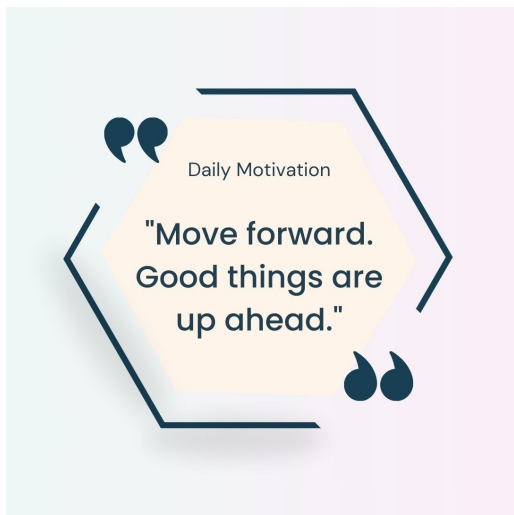 Daily Motivation
"Move forward.
Good things are
up ahead."